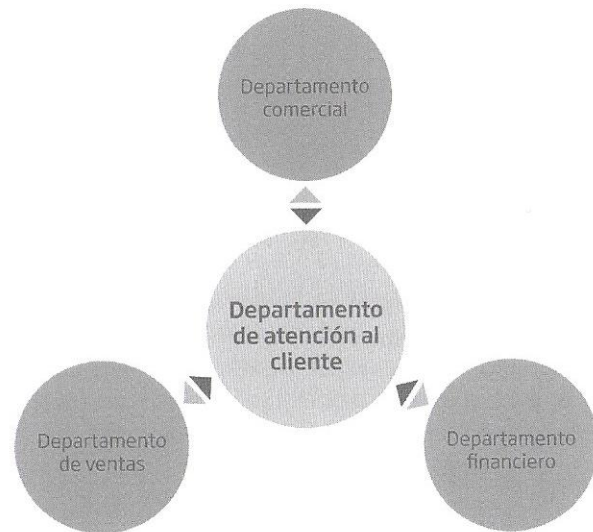 Departamento
comercial
Departamento
de atención al
cliente
Departamento
de ventas
Departamento
financiero